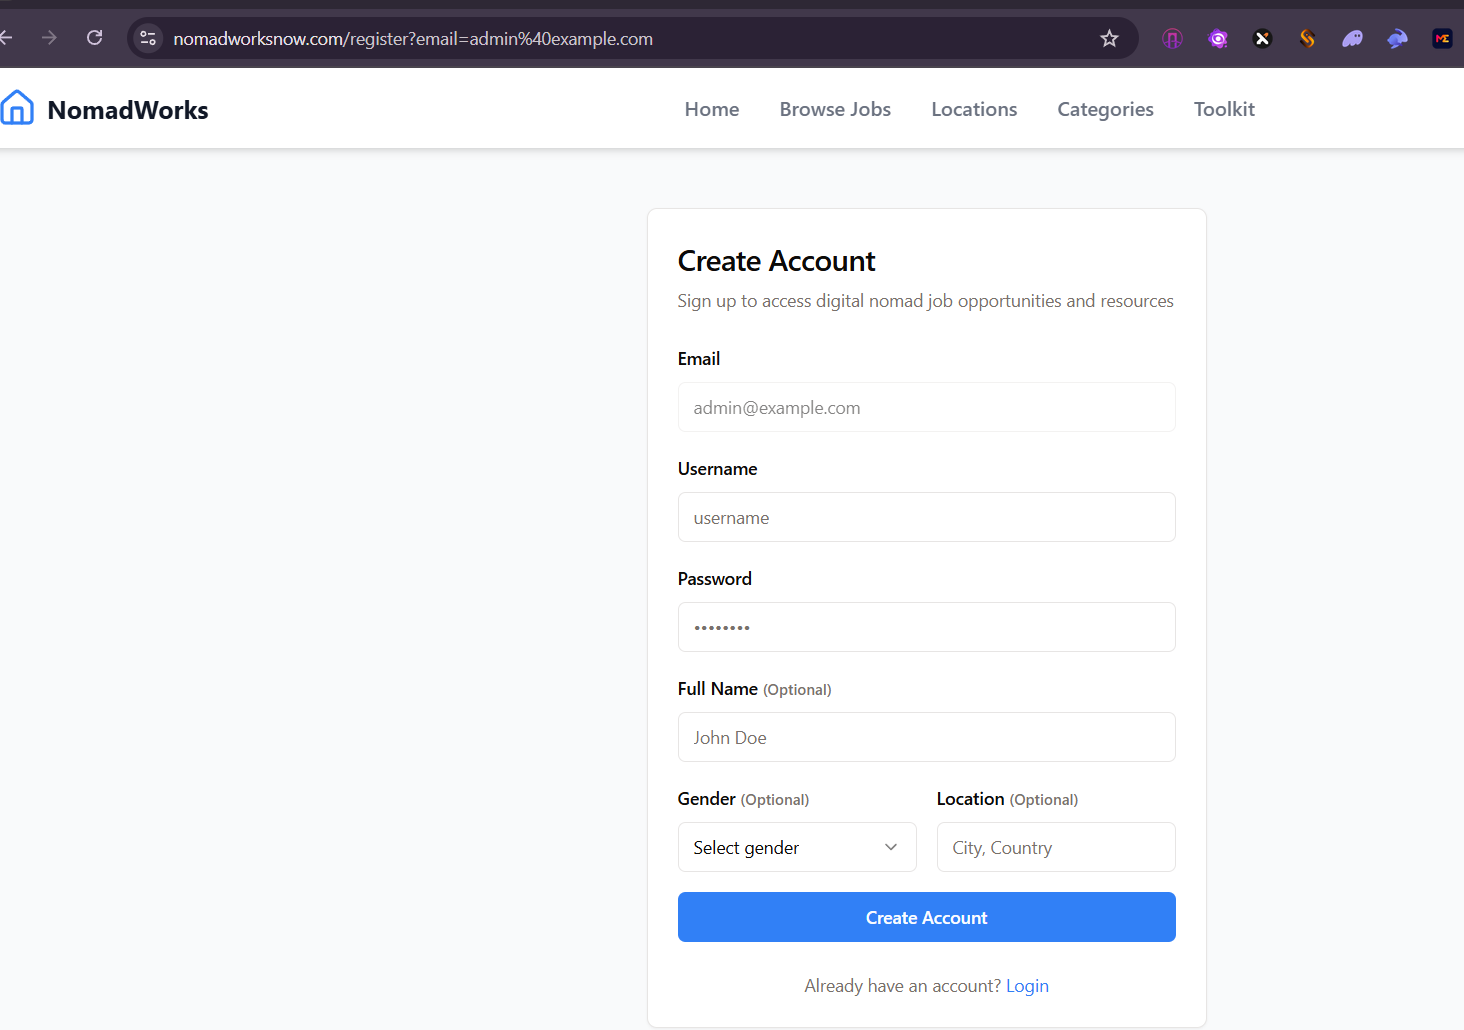 nomadworksnow.com/register?email=admin%40example.com
NomadWorks
Home Browse Jobs Locations Categories Toolkit
Create Account
Sign up to access digital nomad job opportunities and resources
Email
admin@example.com
Username
username
Password
••••••••
Full Name (Optional)
John Doe
Gender (Optional) Location (Optional)
Select gender City, Country
Create Account
Already have an account? Login